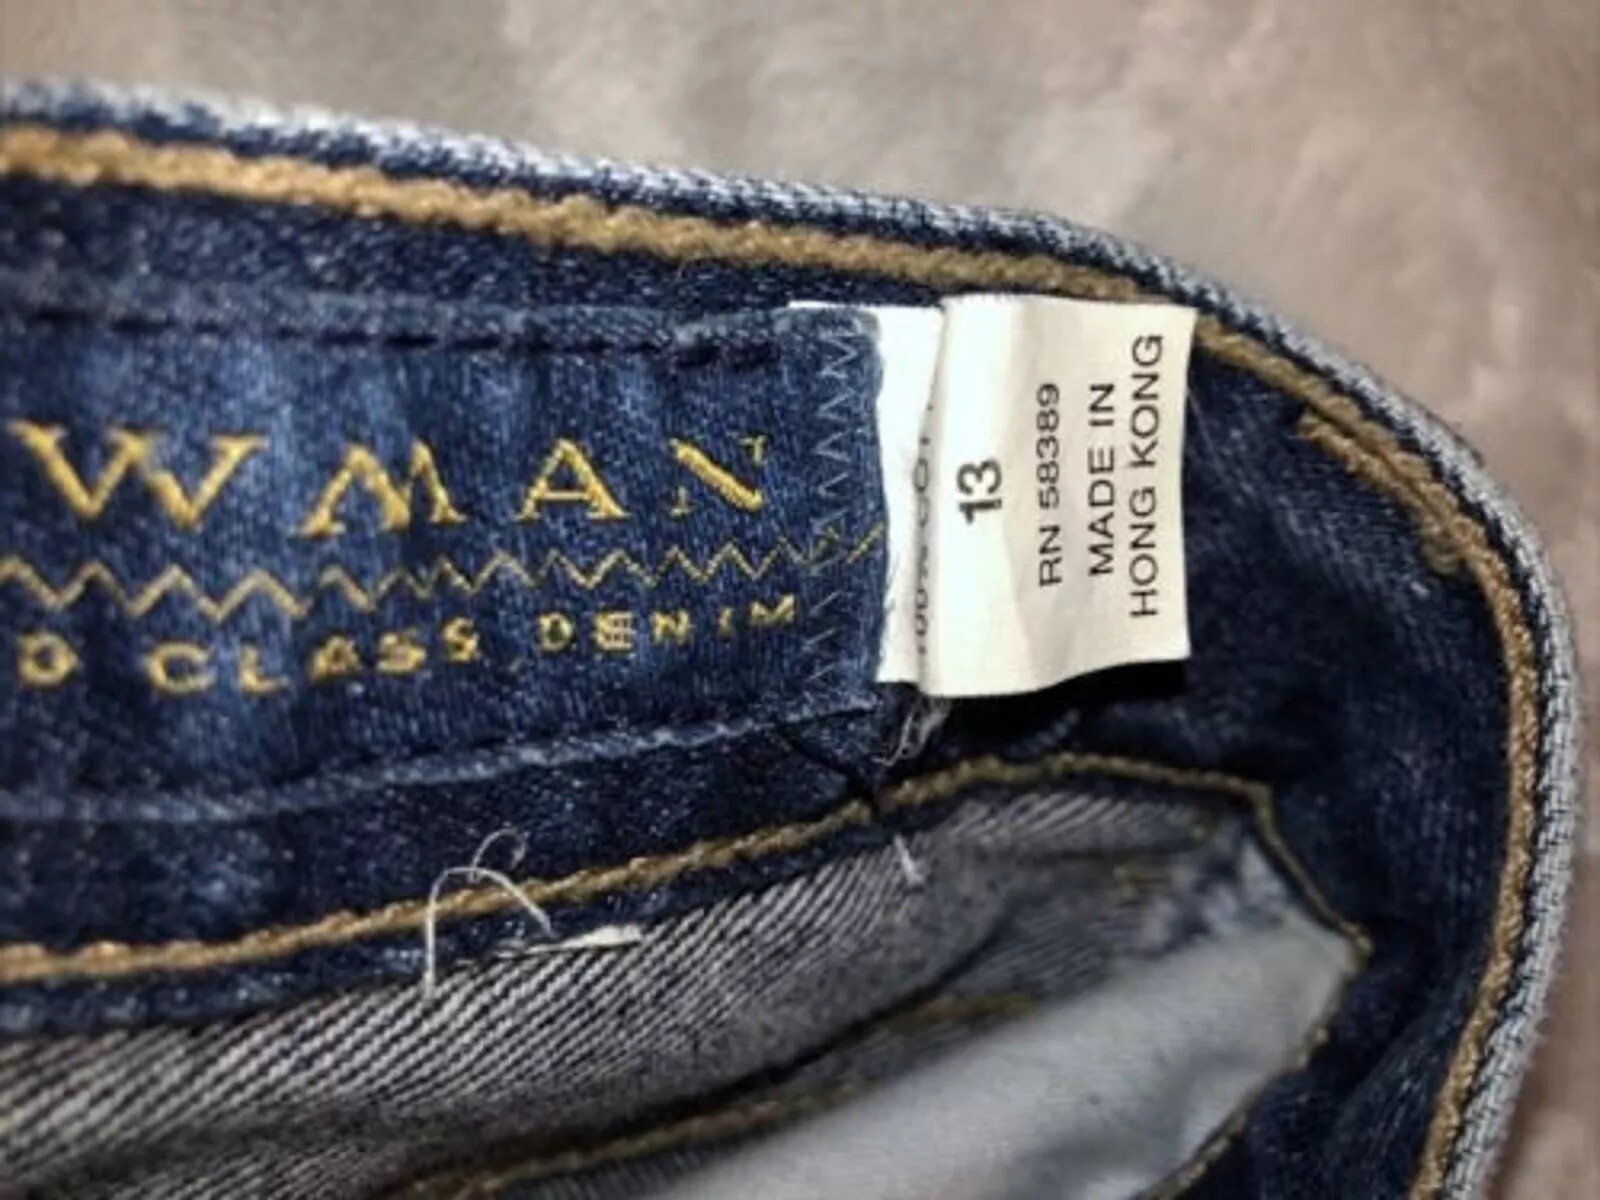 WMAN
D CLASS DENIM
13
RN 58389
MADE IN
HONG KONG